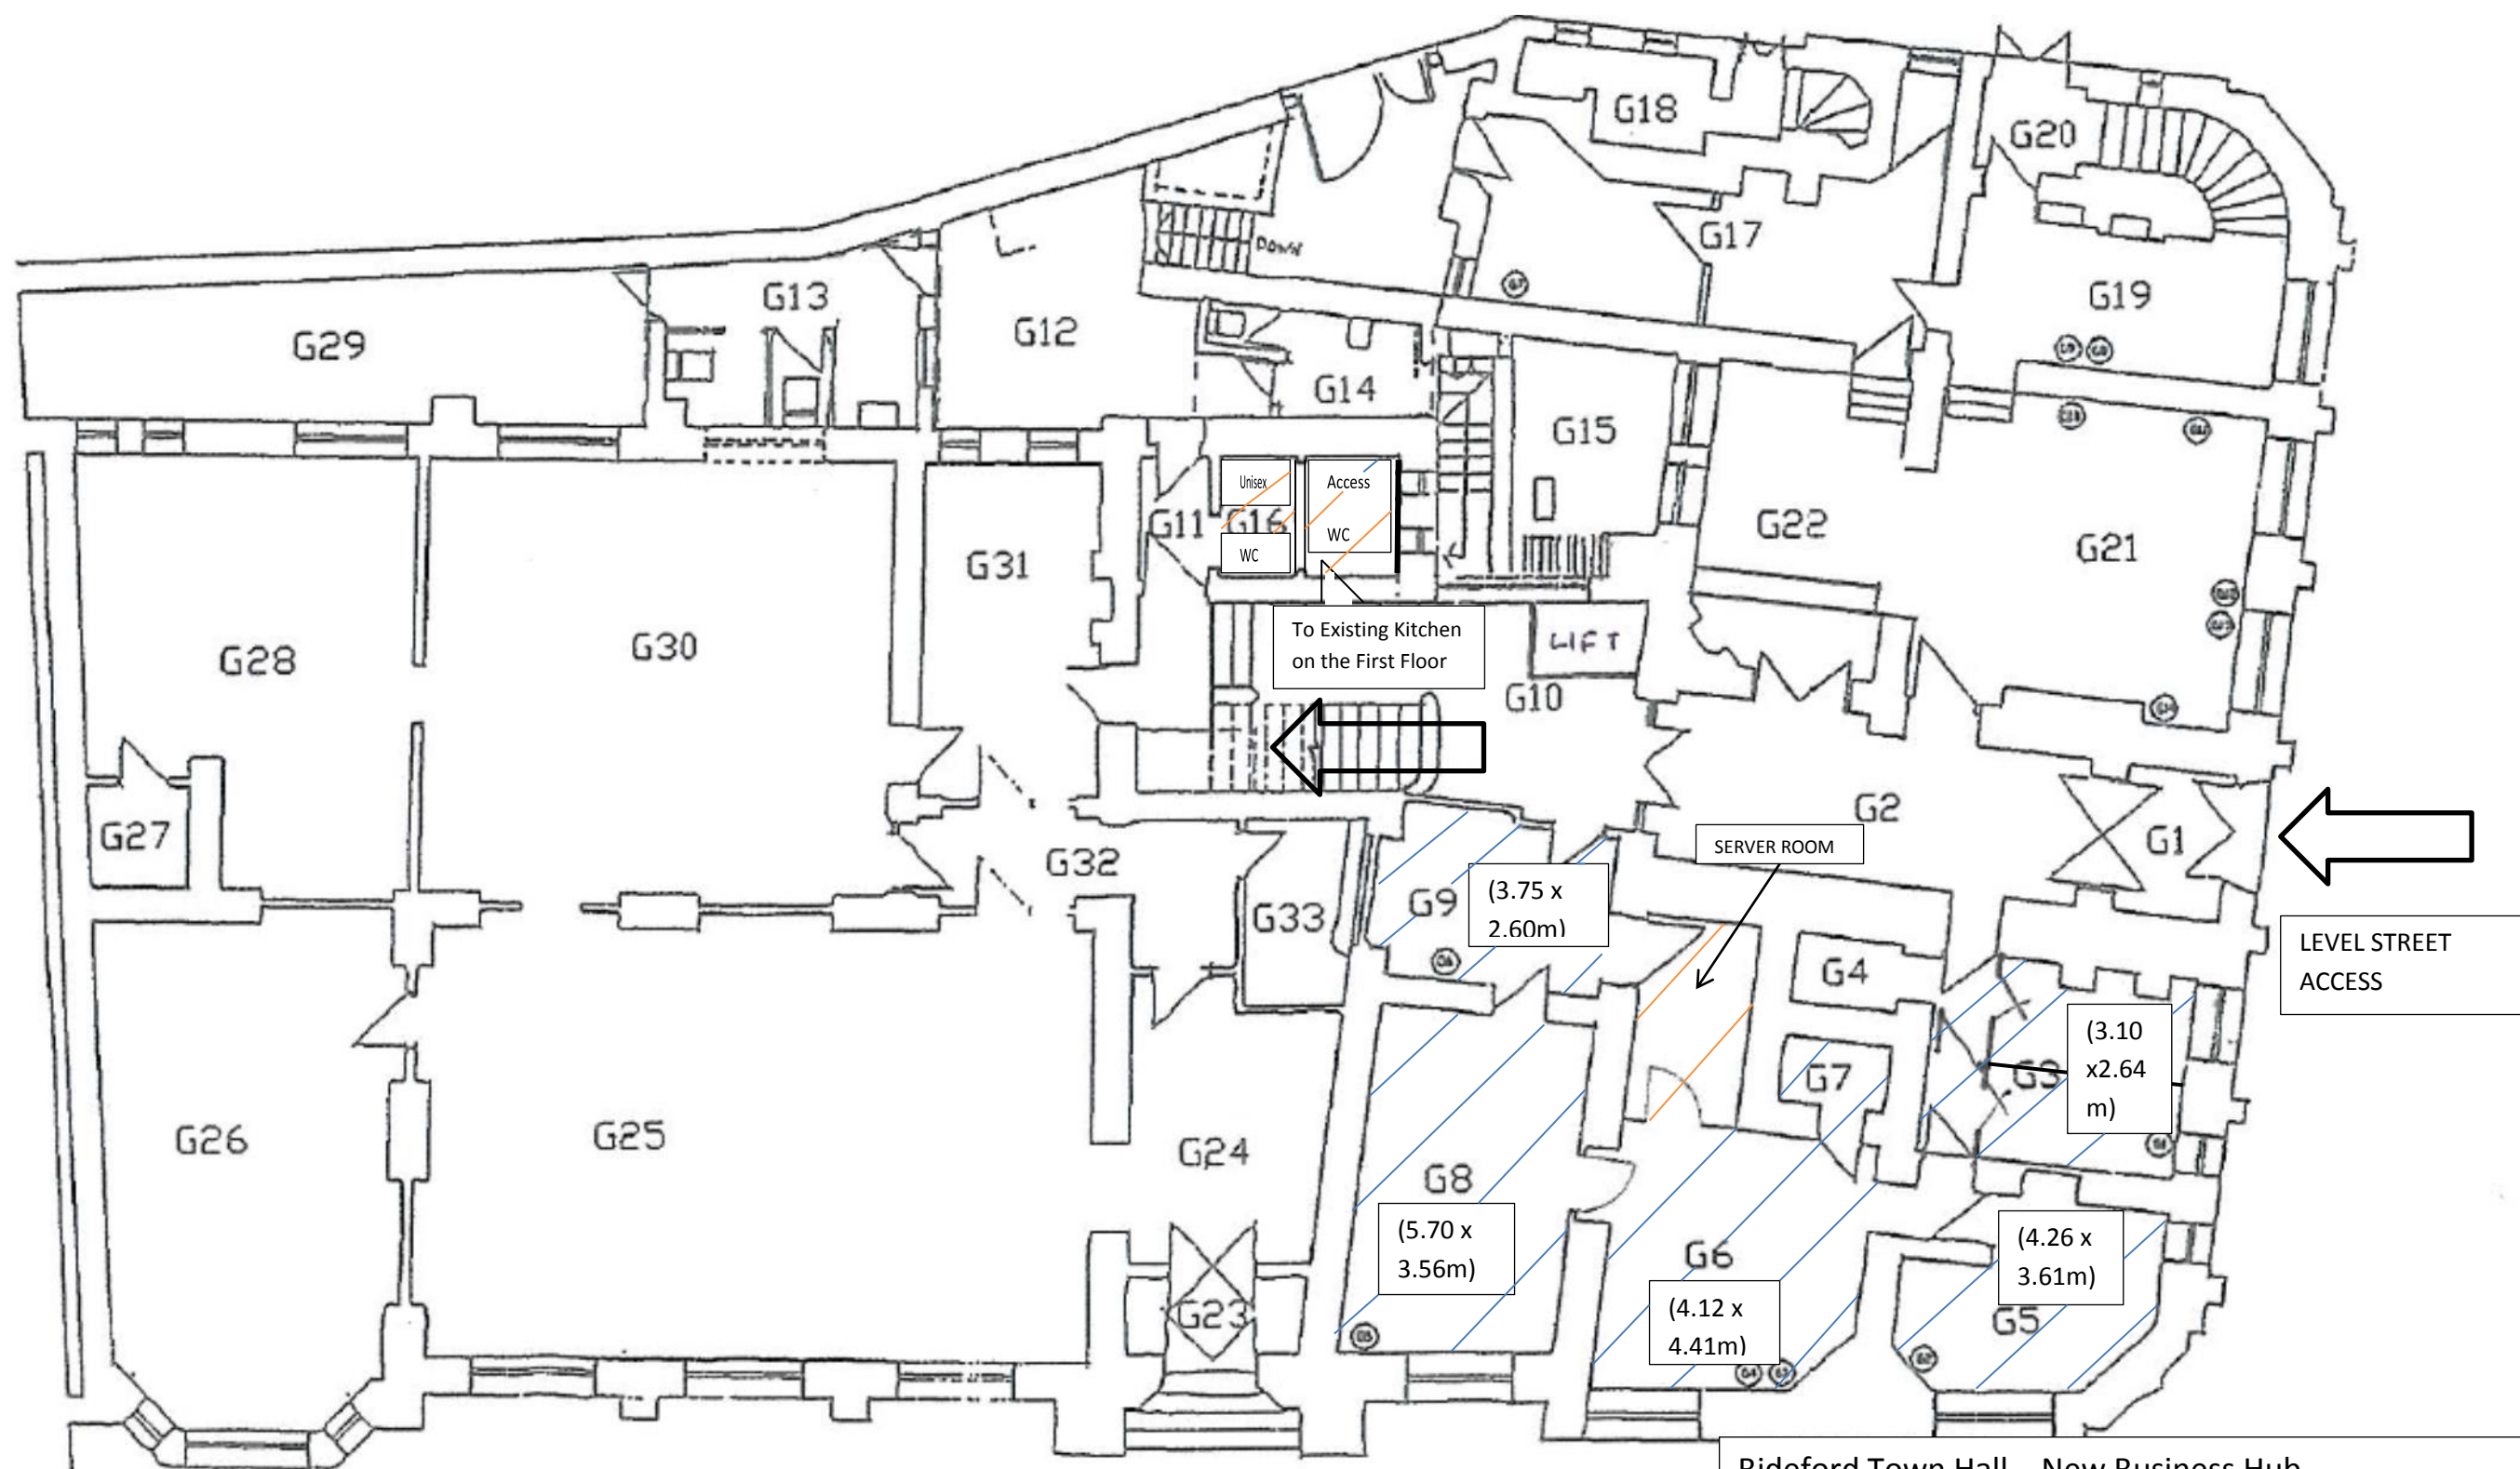 G18
G20
G17
DOWN
G19
G13
G12
G29
G14
G15
Unisex
Access
G11
G16
WC
WC
G22
G21
G31
To Existing Kitchen
on the First Floor
LIFT
G28
G30
G10
G2
G1
G27
SERVER ROOM
G32
(3.75 x
2.60m)
G9
G33
LEVEL STREET
ACCESS
G4
(3.10
x2.64
m)
G7
G3
G26
G25
G24
G8
(5.70 x
3.56m)
(4.26 x
3.61m)
G6
(4.12 x
4.41m)
G23
G5
Bideford Town Hall – New Business Hub